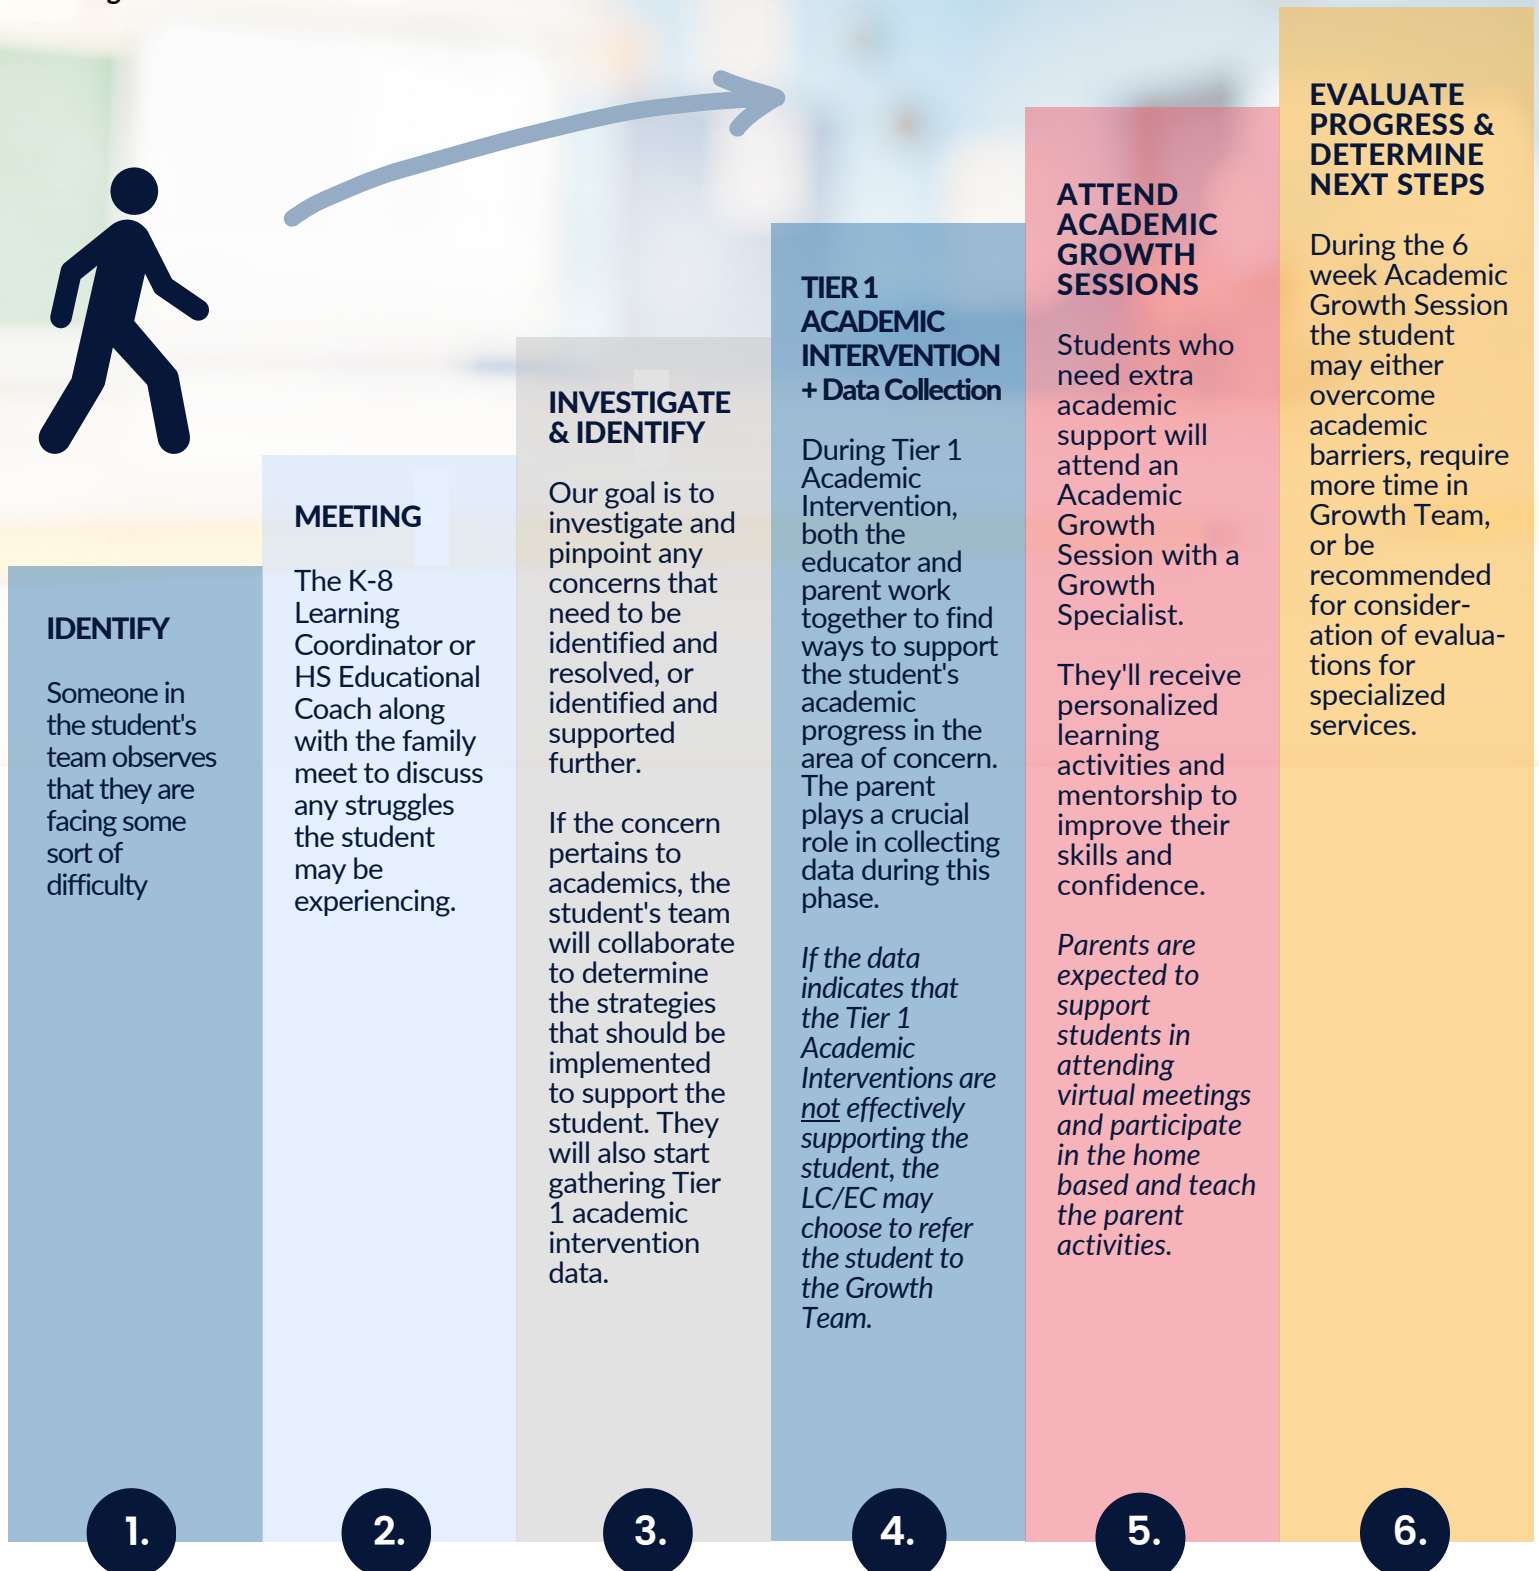 IDENTIFY
Someone in
the student's
team observes
that they are
facing some
sort of
difficulty
1.
MEETING
The K-8
Learning
Coordinator or
HS Educational
Coach along
with the family
meet to discuss
any struggles
the student
may be
experiencing.
2.
INVESTIGATE
& IDENTIFY
Our goal is to
investigate and
pinpoint any
concerns that
need to be
identified and
resolved, or
identified and
supported
further.
If the concern
pertains to
academics, the
student's team
will collaborate
to determine
the strategies
that should be
implemented
to support the
student. They
will also start
gathering Tier
1 academic
intervention
data.
3.
TIER 1
ACADEMIC
INTERVENTION
+ Data Collection
During Tier 1
Academic
Intervention,
both the
educator and
parent work
together to find
ways to support
the student's
academic
progress in the
area of concern.
The parent
plays a crucial
role in collecting
data during this
phase.
If the data
indicates that
the Tier 1
Academic
Interventions are
not effectively
supporting the
student, the
LC/EC may
choose to refer
the student to
the Growth
Team.
4.
ATTEND
ACADEMIC
GROWTH
SESSIONS
Students who
need extra
academic
support will
attend an
Academic
Growth
Session with a
Growth
Specialist.
They'll receive
personalized
learning
activities and
mentorship to
improve their
skills and
confidence.
Parents are
expected to
support
students in
attending
virtual meetings
and participate
in the home
based and teach
the parent
activities.
5.
EVALUATE
PROGRESS &
DETERMINE
NEXT STEPS
During the 6
week Academic
Growth Session
the student
may either
overcome
academic
barriers, require
more time in
Growth Team,
or be
recommended
for consider-
ation of evalua-
tions for
specialized
services.
6.